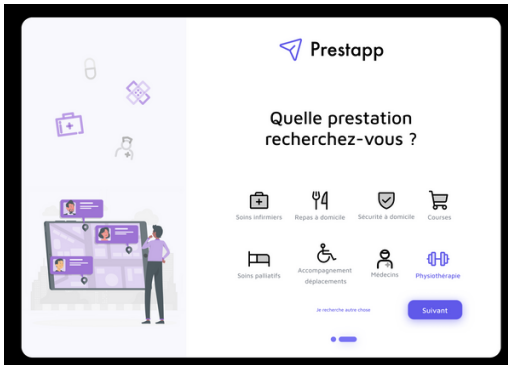 Prestapp
Quelle prestation
recherchez-vous ?
Soins infirmiers
Repas à domicile
Sécurité à domicile
Courses
Soins palliatifs
Accompagnement
déplacements
Médecins
Physiotherapie
Je recherche autre chose
Suivant